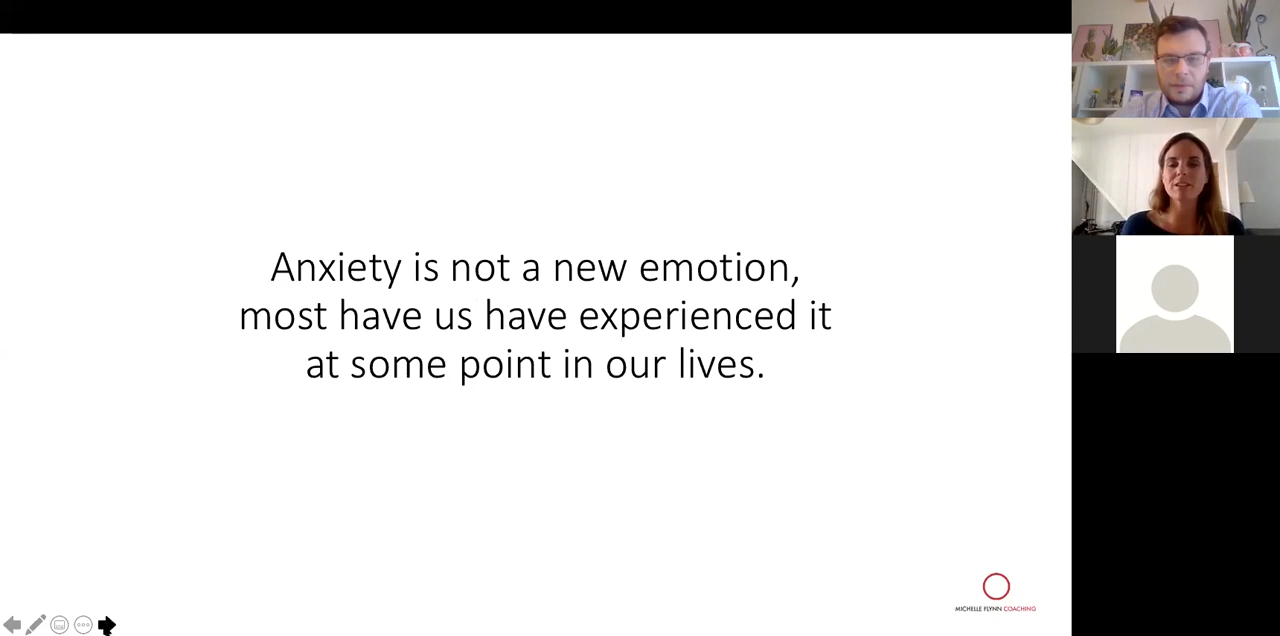 Anxiety is not a new emotion,
most have us have experienced it
at some point in our lives.
MICHELLE FLYNN COACHING